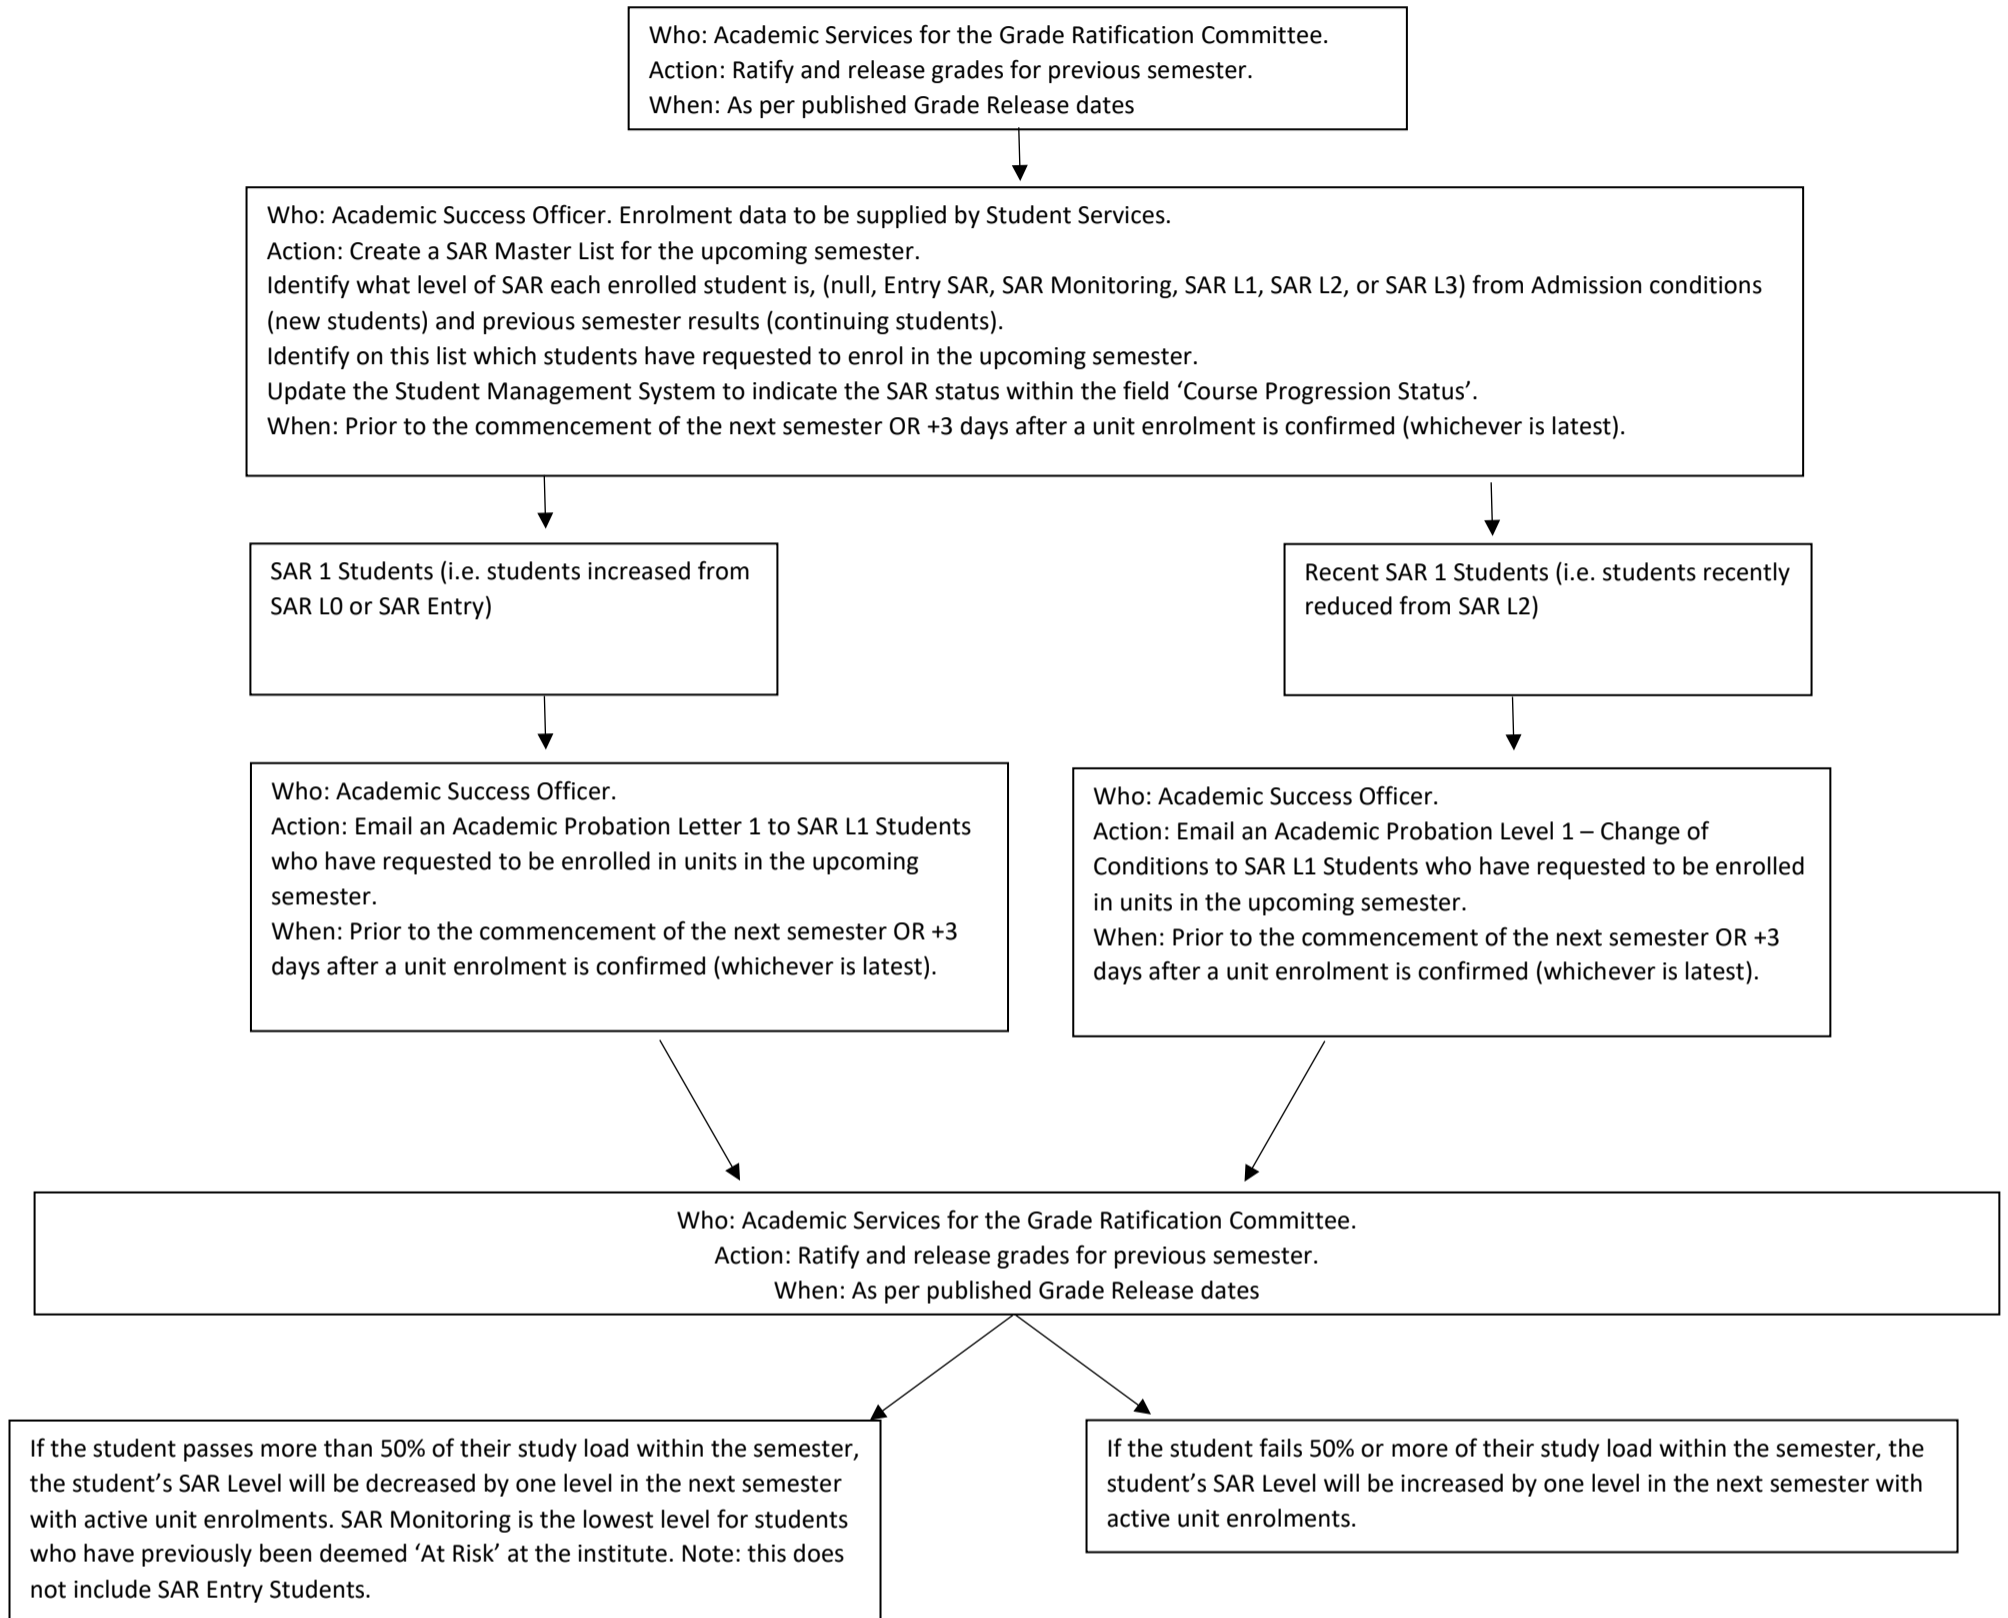 Who: Academic Services for the Grade Ratification Committee.
Action: Ratify and release grades for previous semester.
When: As per published Grade Release dates
Who: Academic Success Officer. Enrolment data to be supplied by Student Services.
Action: Create a SAR Master List for the upcoming semester.
Identify what level of SAR each enrolled student is, (null, Entry SAR, SAR Monitoring, SAR L1, SAR L2, or SAR L3) from Admission conditions
(new students) and previous semester results (continuing students).
Identify on this list which students have requested to enrol in the upcoming semester.
Update the Student Management System to indicate the SAR status within the field ‘Course Progression Status’.
When: Prior to the commencement of the next semester OR +3 days after a unit enrolment is confirmed (whichever is latest).
SAR 1 Students (i.e. students increased from
SAR L0 or SAR Entry)
Recent SAR 1 Students (i.e. students recently
reduced from SAR L2)
Who: Academic Success Officer.
Action: Email an Academic Probation Letter 1 to SAR L1 Students
who have requested to be enrolled in units in the upcoming
semester.
When: Prior to the commencement of the next semester OR +3
days after a unit enrolment is confirmed (whichever is latest).
Who: Academic Success Officer.
Action: Email an Academic Probation Level 1 – Change of
Conditions to SAR L1 Students who have requested to be enrolled
in units in the upcoming semester.
When: Prior to the commencement of the next semester OR +3
days after a unit enrolment is confirmed (whichever is latest).
Who: Academic Services for the Grade Ratification Committee.
Action: Ratify and release grades for previous semester.
When: As per published Grade Release dates
If the student passes more than 50% of their study load within the semester,
the student’s SAR Level will be decreased by one level in the next semester
with active unit enrolments. SAR Monitoring is the lowest level for students
who have previously been deemed ‘At Risk’ at the institute. Note: this does
not include SAR Entry Students.
If the student fails 50% or more of their study load within the semester, the
student’s SAR Level will be increased by one level in the next semester with
active unit enrolments.